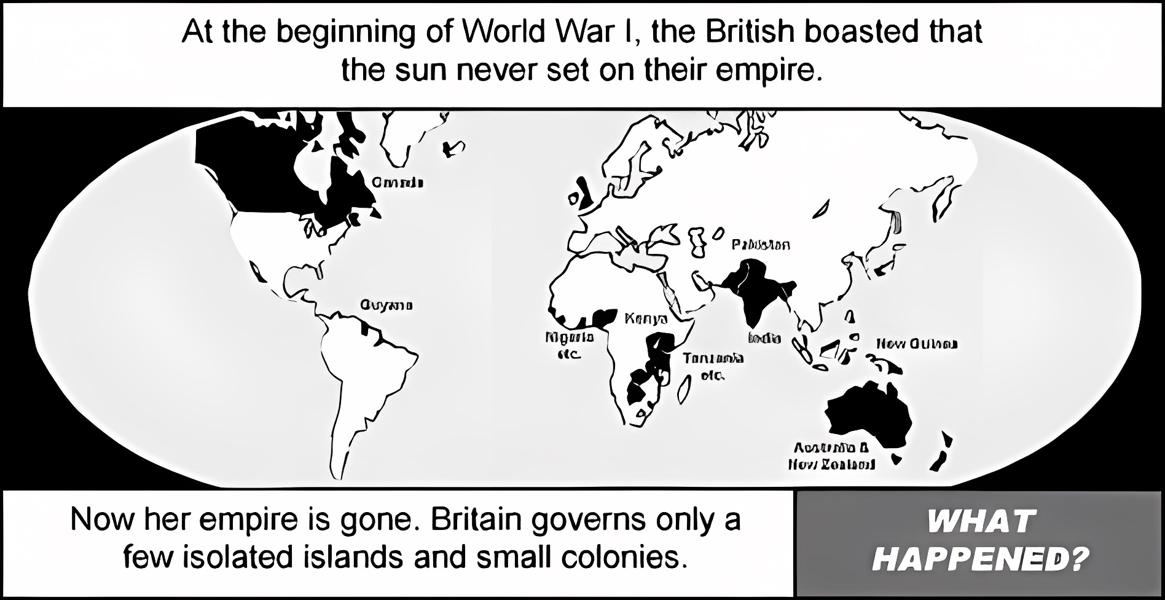 At the beginning of World War I, the British boasted that
the sun never set on their empire.
Canada
Pakistan
Guyana
Nigeria
etc.
Kenya
India
Tanzania
etc.
New Guinea
Australia &
New Zealand
Now her empire is gone. Britain governs only a
few isolated islands and small colonies.
WHAT
HAPPENED?